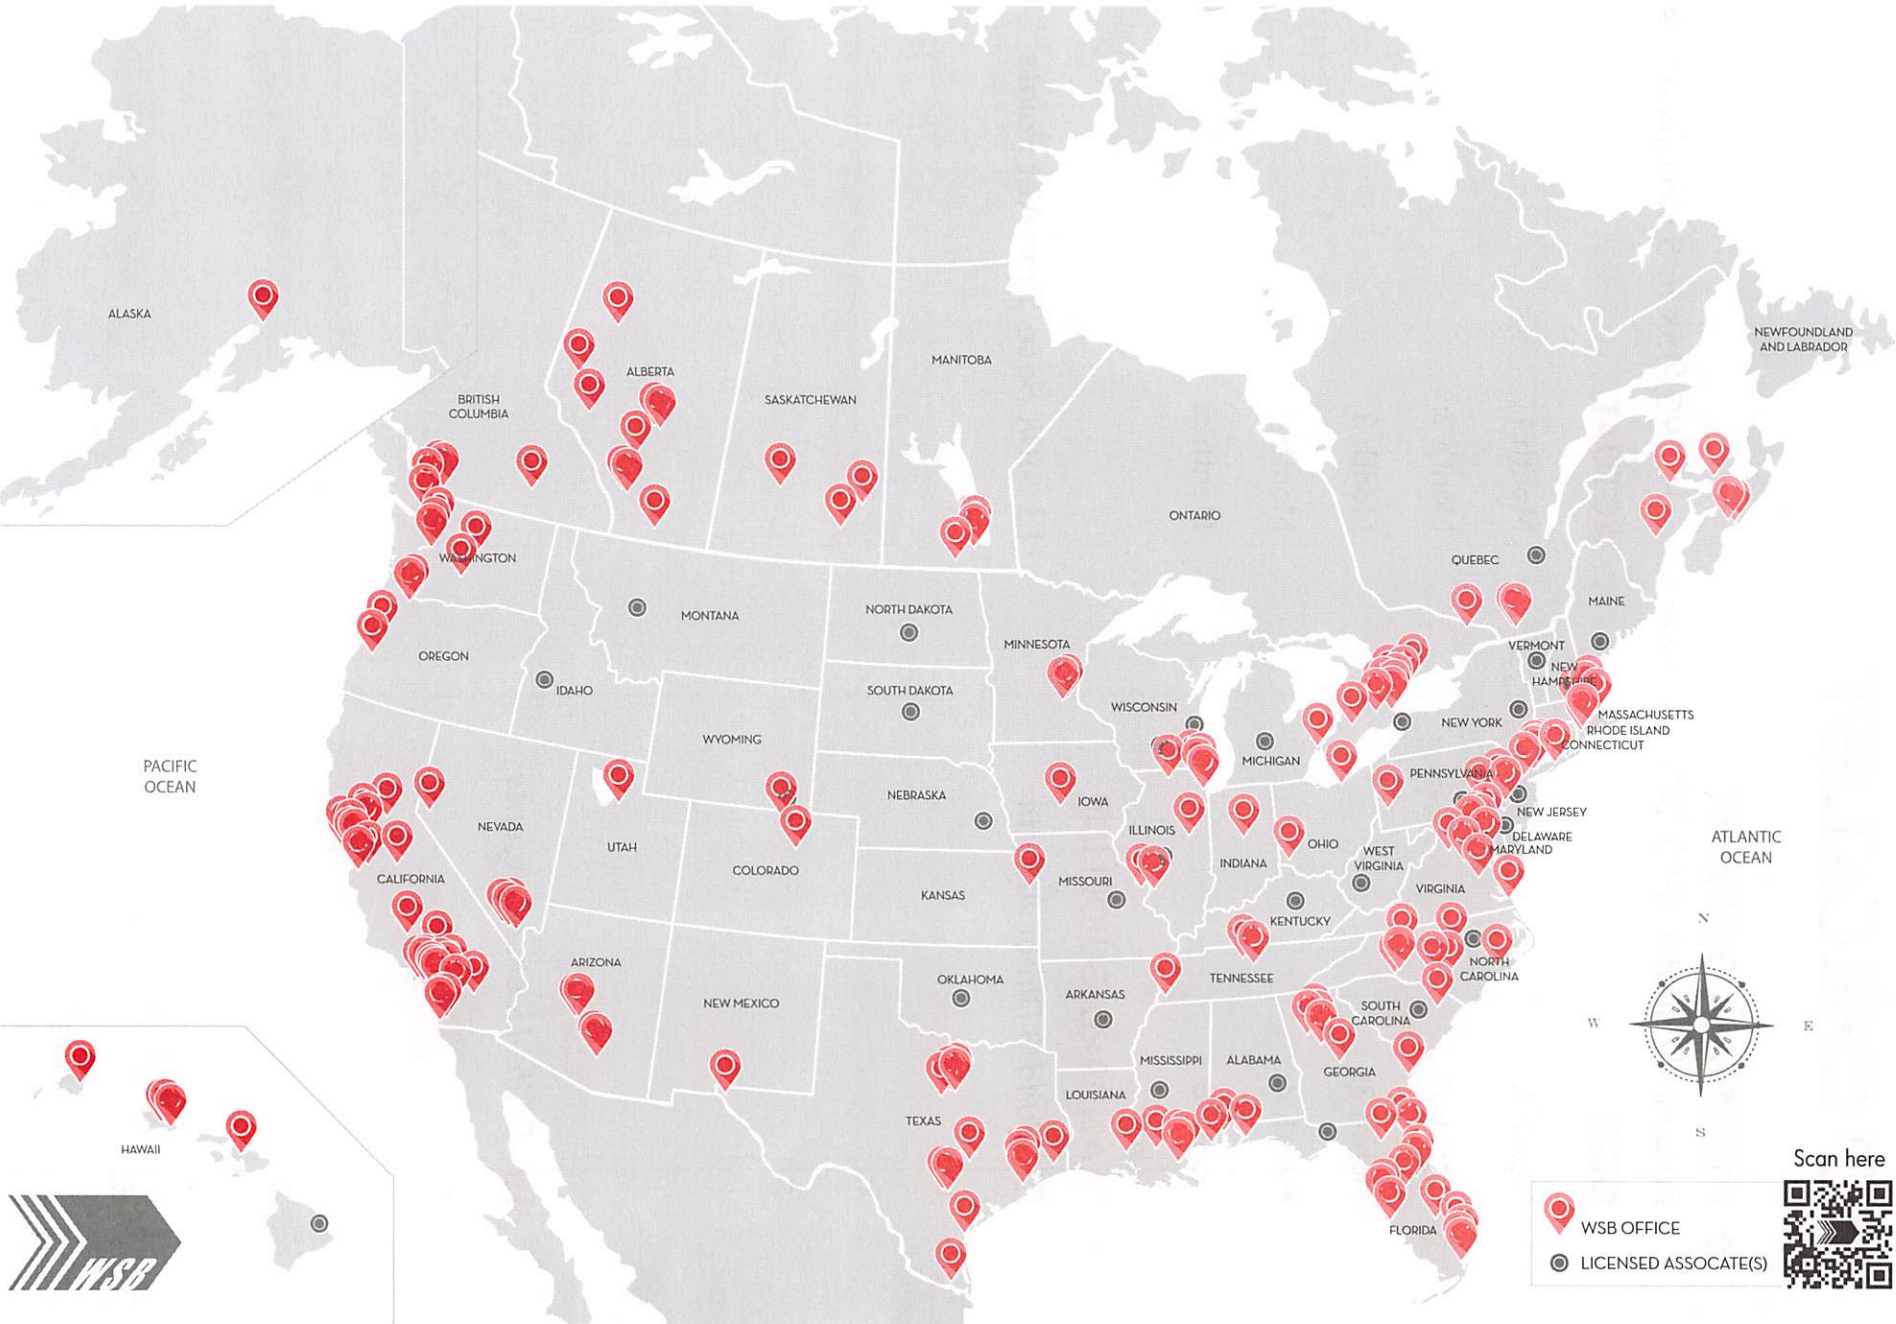 ALASKA
NEWFOUNDLAND
AND LABRADOR
MANITOBA
ALBERTA
BRITISH
COLUMBIA
SASKATCHEWAN
ONTARIO
WASHINGTON
QUEBEC
MAINE
MONTANA
NORTH DAKOTA
MINNESOTA
VERMONT
OREGON
NEW
HAMPSHIRE
IDAHO
SOUTH DAKOTA
WISCONSIN
NEW YORK
MASSACHUSETTS
RHODE ISLAND
CONNECTICUT
WYOMING
MICHIGAN
PACIFIC
OCEAN
PENNSYLVANIA
NEBRASKA
IOWA
NEW JERSEY
NEVADA
ILLINOIS
DELAWARE
ATLANTIC
OCEAN
UTAH
OHIO
WEST
VIRGINIA
MARYLAND
COLORADO
INDIANA
CALIFORNIA
MISSOURI
KANSAS
VIRGINIA
KENTUCKY
N
ARIZONA
NORTH
CAROLINA
OKLAHOMA
TENNESSEE
NEW MEXICO
ARKANSAS
SOUTH
CAROLINA
W
E
MISSISSIPPI
ALABAMA
GEORGIA
LOUISIANA
TEXAS
S
HAWAII
Scan here
FLORIDA
WSB OFFICE
LICENSED ASSOCATE(S)
WSB